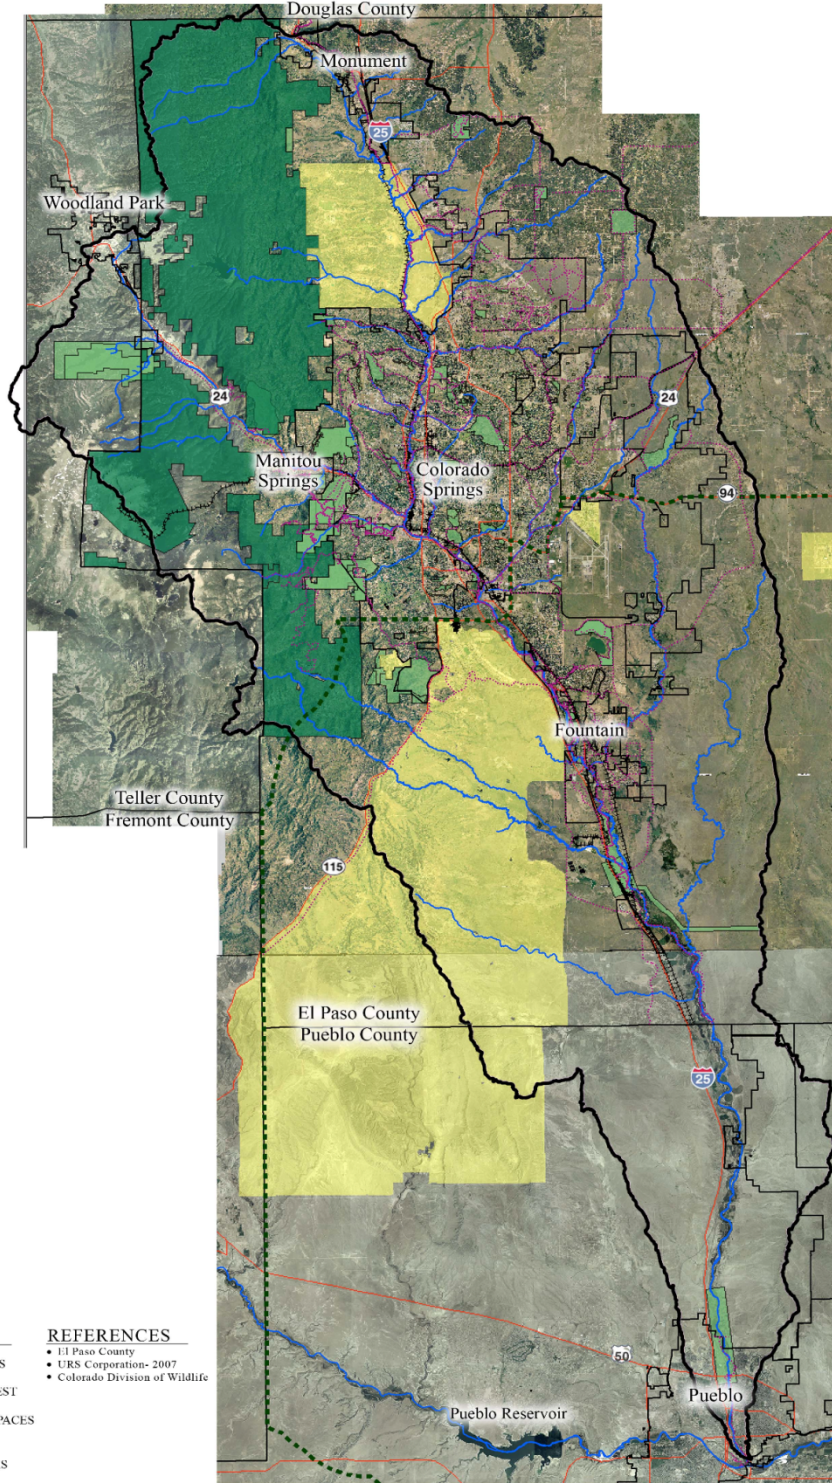 Douglas County
Monument
25
Woodland Park
24
24
Manitou
Springs
Colorado
Springs
94
Fountain
Teller County
Fremont County
115
El Paso County
Pueblo County
25
REFERENCES
• El Paso County
• URS Corporation- 2007
• Colorado Division of Wildlife
S
EST
PACES
S
50
Pueblo
Pueblo Reservoir